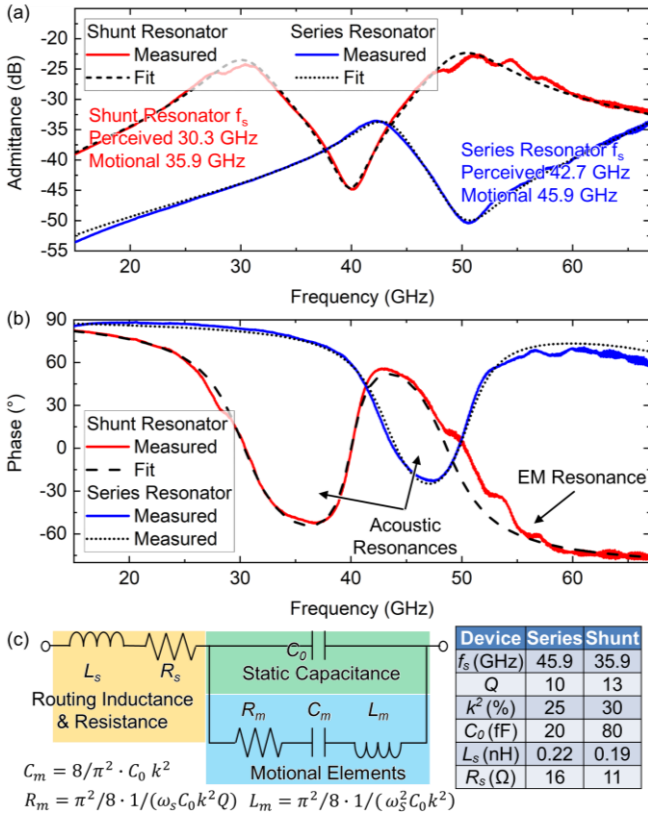 (a)
Shunt Resonator
Measured
Fit
Series Resonator
Measured
Fit
Shunt Resonator fs
Perceived 30.3 GHz
Motional 35.9 GHz
Series Resonator fs
Perceived 42.7 GHz
Motional 45.9 GHz
Admittance (dB)
-20
-25
-30
-35
-40
-45
-50
-55
20 30 40 50 60
Frequency (GHz)
(b)
Phase (°)
90
60
30
0
-30
-60
Shunt Resonator
Measured
Fit
Series Resonator
Measured
Measured
Acoustic
Resonances
EM Resonance
20 30 40 50 60
Frequency (GHz)
(c)
Ls
Rs
Routing Inductance
& Resistance
C0
Static Capacitance
Rm Cm Lm
Motional Elements
Cm = 8/π² · C0 k²
Rm = π²/8 · 1/(ωsC0k²Q) Lm = π²/8 · 1/(ωS²C0k²)
Device Series Shunt
fs (GHz) 45.9 35.9
Q 10 13
k² (%) 25 30
C0 (fF) 20 80
Ls (nH) 0.22 0.19
Rs (Ω) 16 11